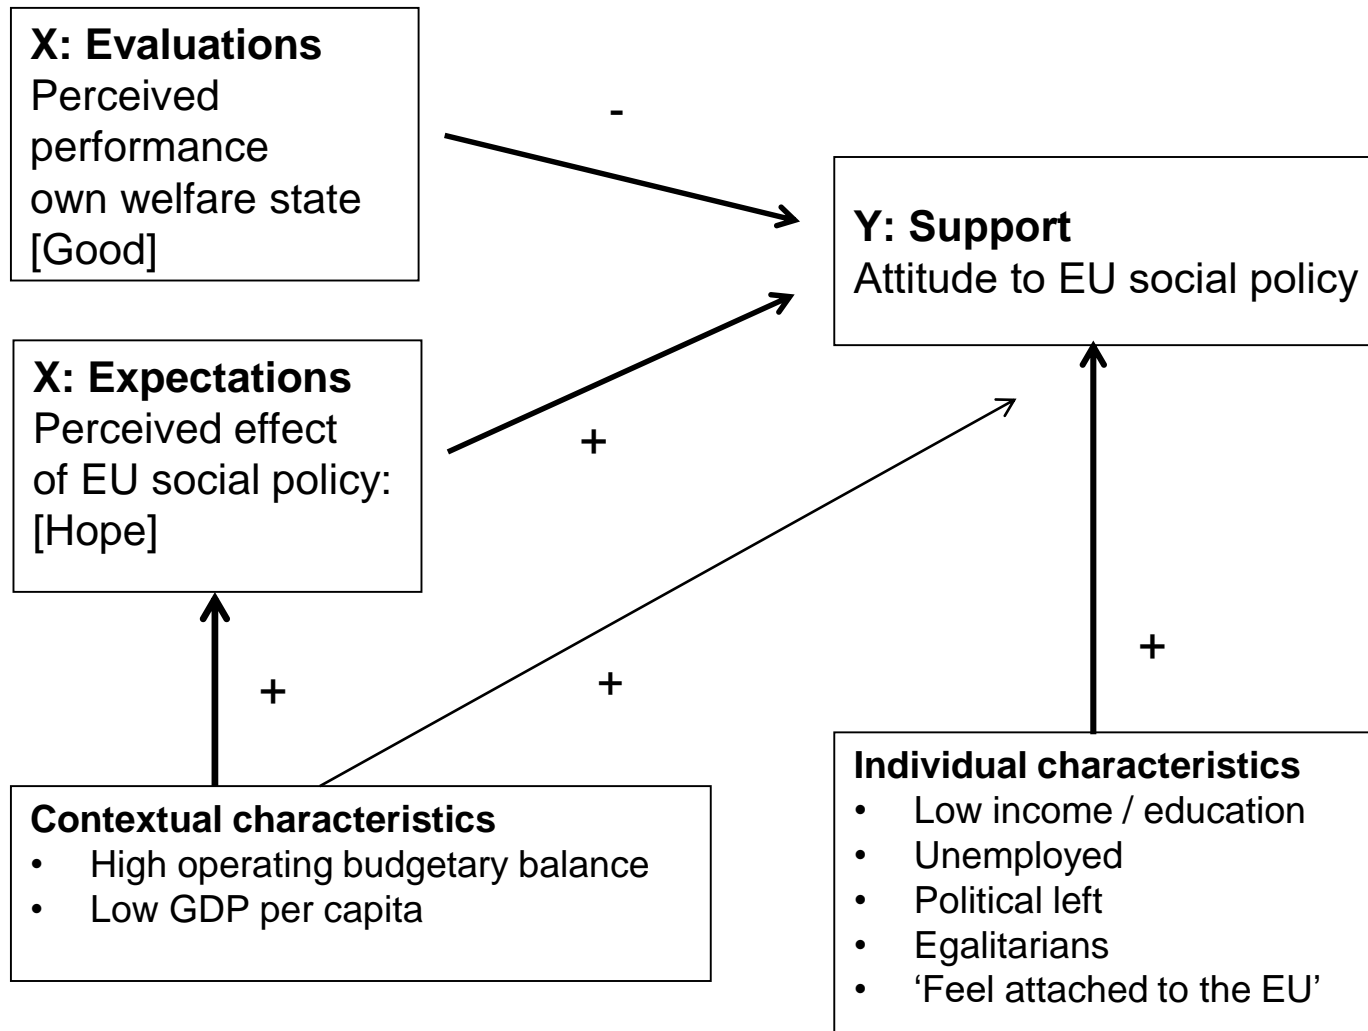 X: Evaluations
Perceived
performance
own welfare state
[Good]
-
Y: Support
Attitude to EU social policy
X: Expectations
Perceived effect
of EU social policy:
[Hope]
+
+
+
+
Contextual characteristics
• High operating budgetary balance
• Low GDP per capita
Individual characteristics
• Low income / education
• Unemployed
• Political left
• Egalitarians
• ‘Feel attached to the EU’